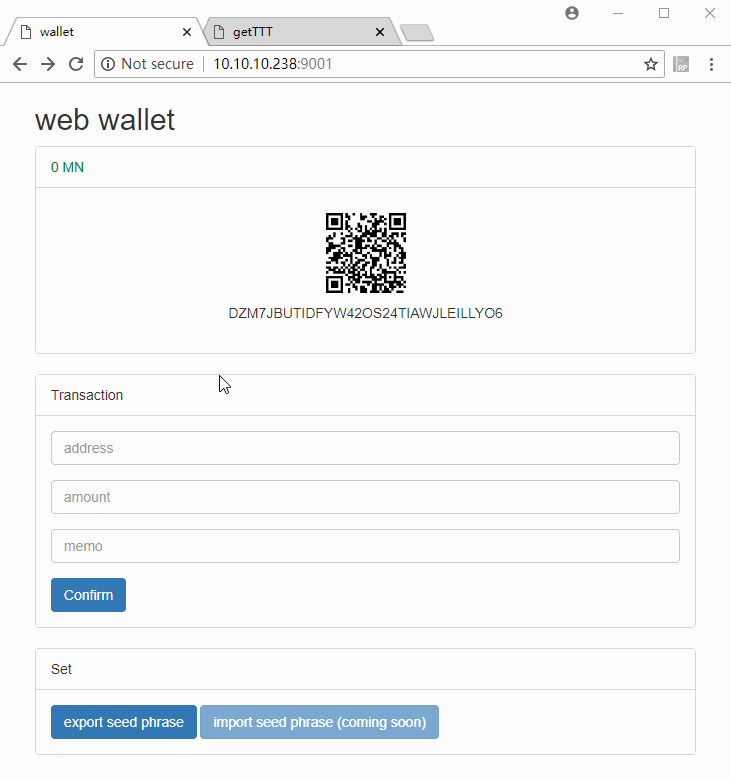 wallet
getTTT
Not secure
10.10.10.238:9001
RP
web wallet
0 MN
DZM7JBUTIDFYW42OS24TIAWJLEILLYO6
Transaction
address
amount
memo
Confirm
Set
export seed phrase
import seed phrase (coming soon)